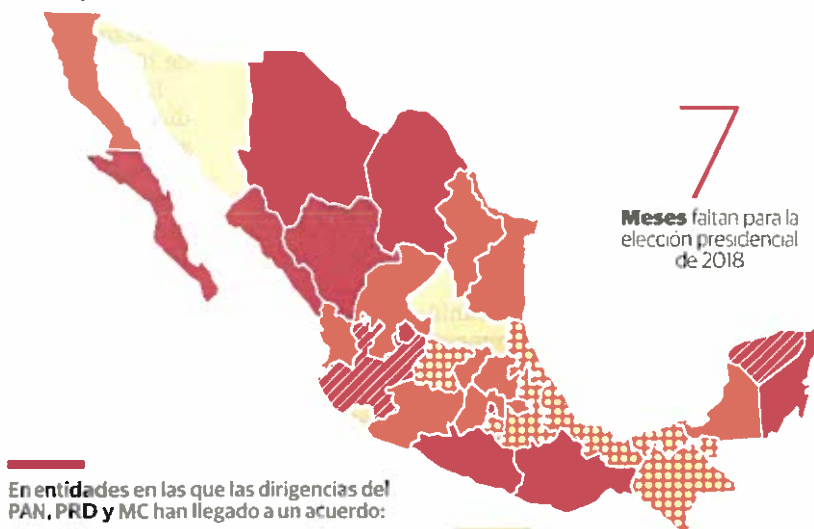 7
Meses faltan para la
elección presidencial
de 2018
En entidades en las que las dirigencias del
PAN, PRD y MC han llegado a un acuerdo: